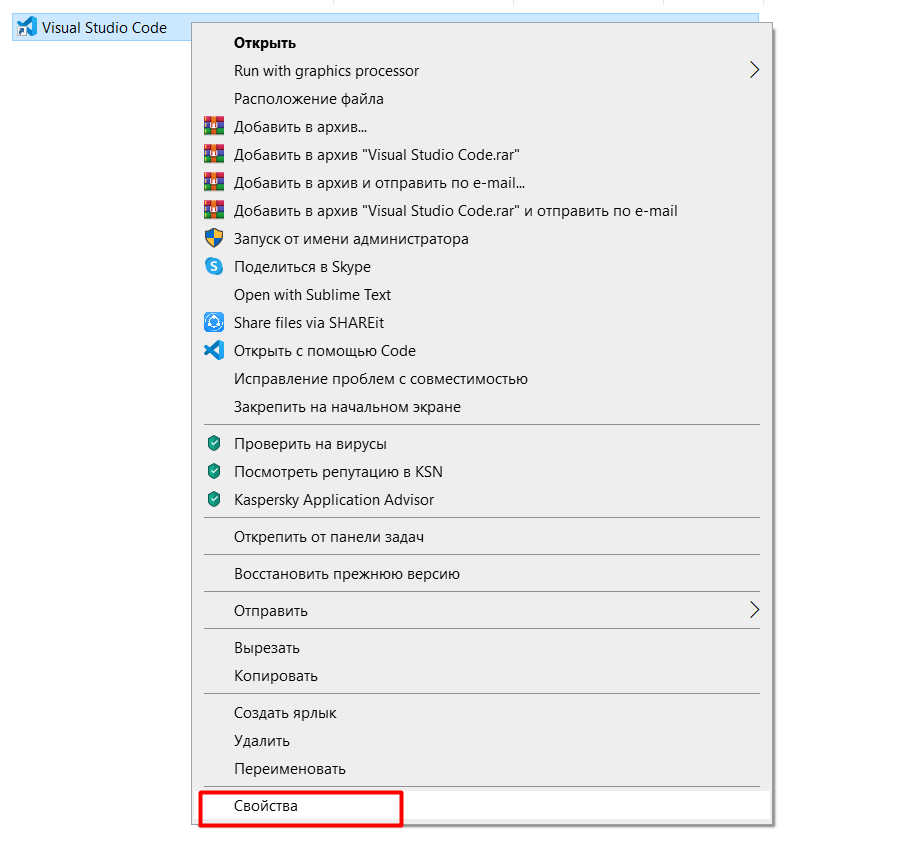 Visual Studio Code
Открыть
Run with graphics processor
Расположение файла
Добавить в архив...
Добавить в архив "Visual Studio Code.rar"
Добавить в архив и отправить по e-mail...
Добавить в архив "Visual Studio Code.rar" и отправить по e-mail
Запуск от имени администратора
Поделиться в Skype
Open with Sublime Text
Share files via SHAREit
Открыть с помощью Code
Исправление проблем с совместимостью
Закрепить на начальном экране
Проверить на вирусы
Посмотреть репутацию в KSN
Kaspersky Application Advisor
Открепить от панели задач
Восстановить прежнюю версию
Отправить
Вырезать
Копировать
Создать ярлык
Удалить
Переименовать
Свойства